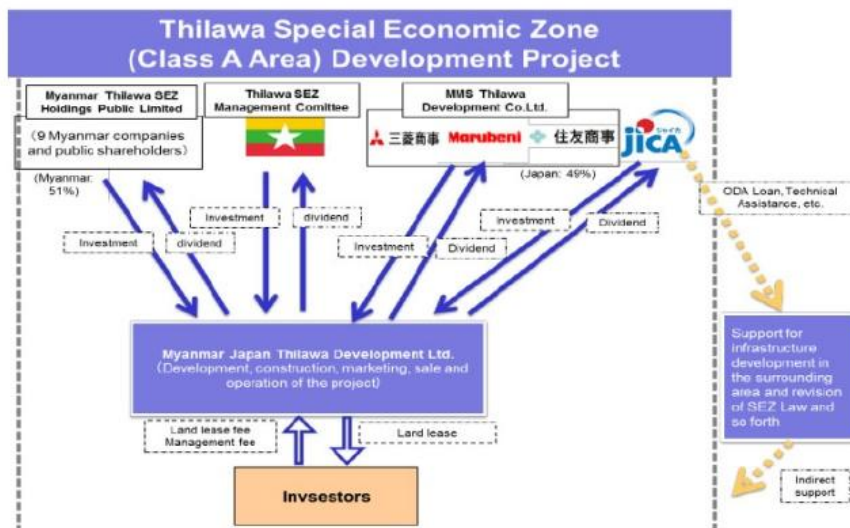 Thilawa Special Economic Zone
(Class A Area) Development Project
Myanmar Thilawa SEZ
Holdings Public Limited
(9 Myanmar companies
and public shareholders)
(Myanmar:
51%)
Thilawa SEZ
Management Comittee
MMS Thilawa
Development Co.Ltd.
三菱商事
Marubeni
住友商事
(Japan: 49%)
ジャイカ
jICA
ODA Loan, Technical
Assistance, etc.
Investment
dividend
Investment
dividend
Investment
Dividend
Investment
Dividend
Myanmar Japan Thilawa Development Ltd.
(Development, construction, marketing, sale and
operation of the project)
Support for
infrastructure
development in
the surrounding
area and revision
of SEZ Law and
so forth
Land lease fee
Management fee
Land lease
Invsestors
Indirect
support